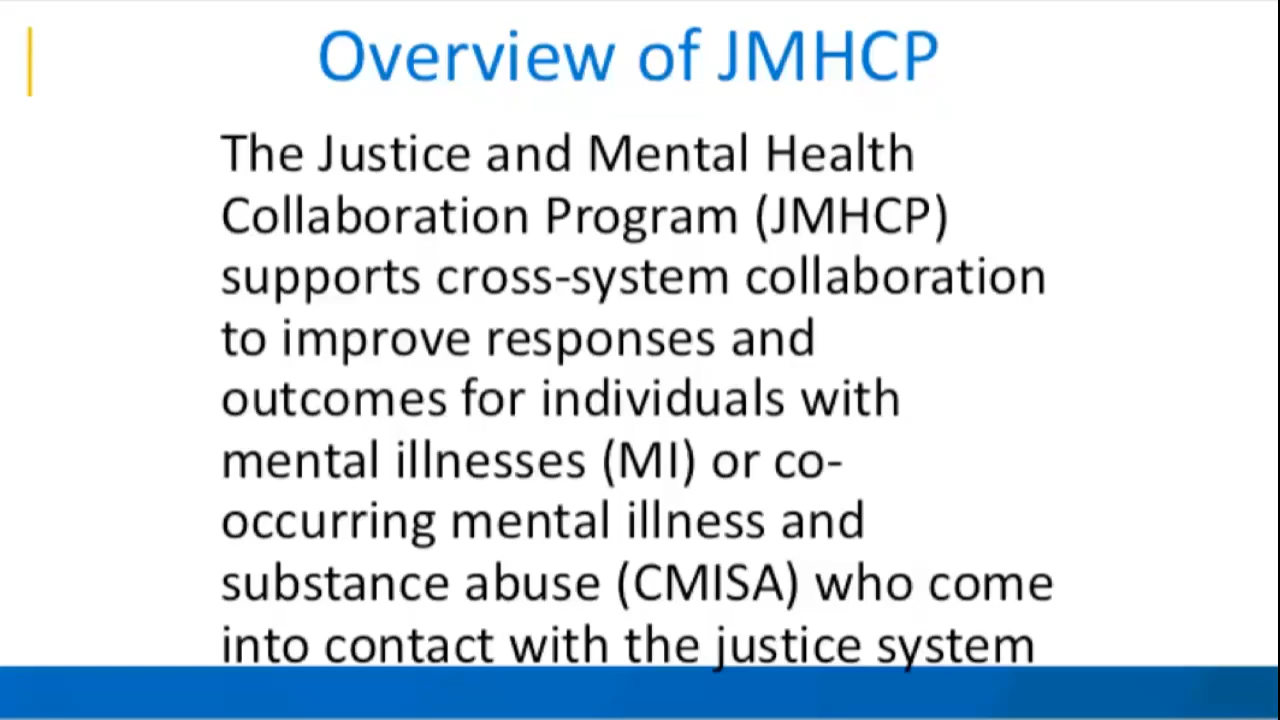 Overview of JMHCP
The Justice and Mental Health
Collaboration Program (JMHCP)
supports cross-system collaboration
to improve responses and
outcomes for individuals with
mental illnesses (MI) or co-
occurring mental illness and
substance abuse (CMISA) who come
into contact with the justice system